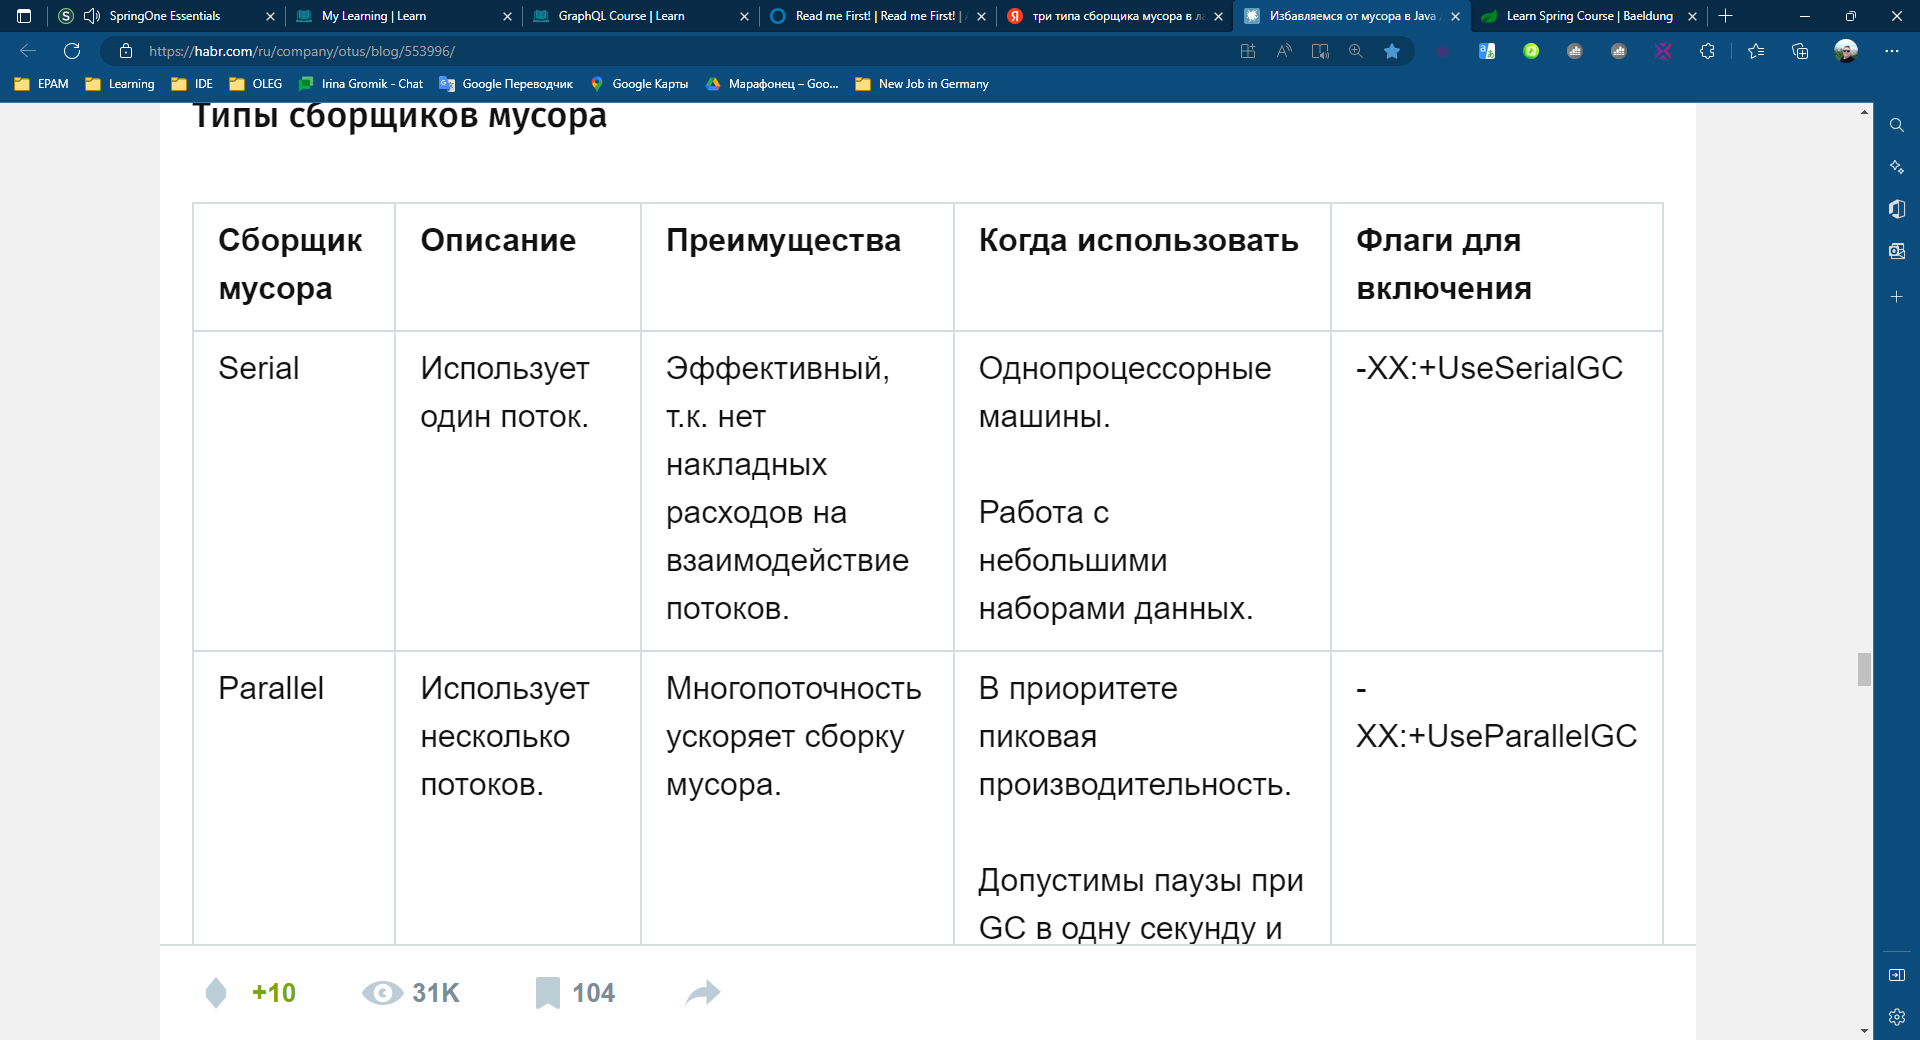 SpringOne Essentials
My Learning | Learn
GraphQL Course | Learn
Read me First! | Read me First! |
три типа сборщика мусора в
Избавляемся от мусора в Java
Learn Spring Course | Baeldung
https://habr.com/ru/company/otus/blog/553996/
EPAM
Learning
IDE
OLEG
Irina Gromik - Chat
Google Переводчик
Google Карты
Марафонец – Goo...
New Job in Germany
Типы сборщиков мусора
Сборщик
мусора
Описание
Преимущества
Когда использовать
Флаги для
включения
Serial
Использует
один поток.
Эффективный,
т.к. нет
накладных
расходов на
взаимодействие
потоков.
Однопроцессорные
машины.
Работа с
небольшими
наборами данных.
-XX:+UseSerialGC
Parallel
Использует
несколько
потоков.
Многопоточность
ускоряет сборку
мусора.
В приоритете
пиковая
производительность.
Допустимы паузы при
GC в одну секунду и
-
XX:+UseParallelGC
+10
31K
104